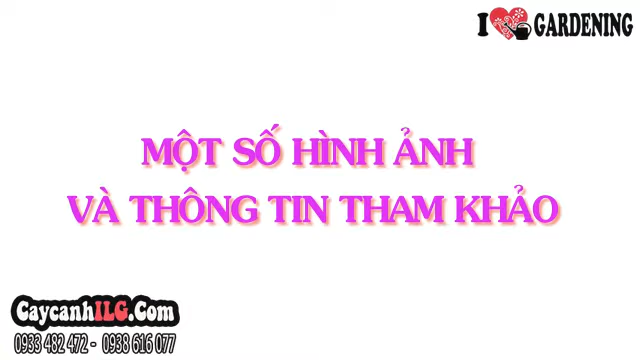 I GARDENING
MỘT SỐ HÌNH ẢNH
VÀ THÔNG TIN THAM KHẢO
CaycanhILG.Com
0933 482 472 - 0938 616 077